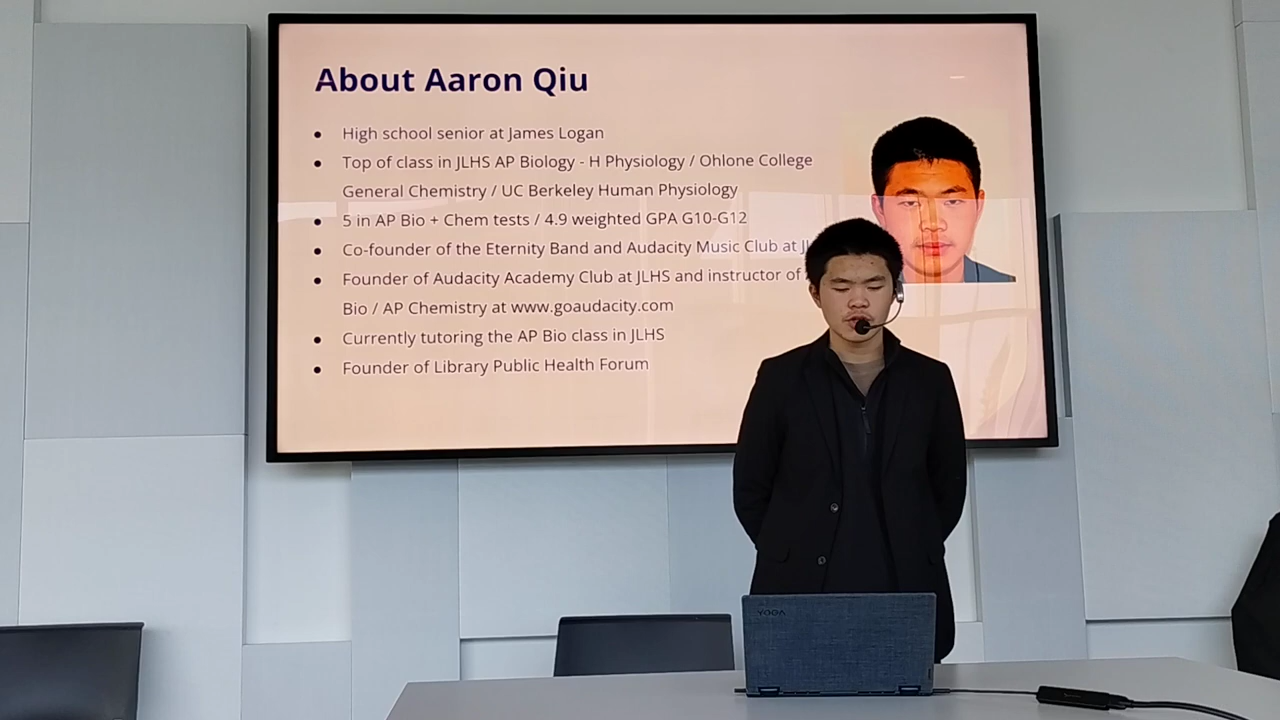 About Aaron Qiu
● High school senior at James Logan
● Top of class in JLHS AP Biology - H Physiology / Ohlone College
General Chemistry / UC Berkeley Human Physiology
● 5 in AP Bio + Chem tests / 4.9 weighted GPA G10-G12
● Co-founder of the Eternity Band and Audacity Music Club at
● Founder of Audacity Academy Club at JLHS and instructor of
Bio / AP Chemistry at www.goaudacity.com
● Currently tutoring the AP Bio class in JLHS
● Founder of Library Public Health Forum
YOGA